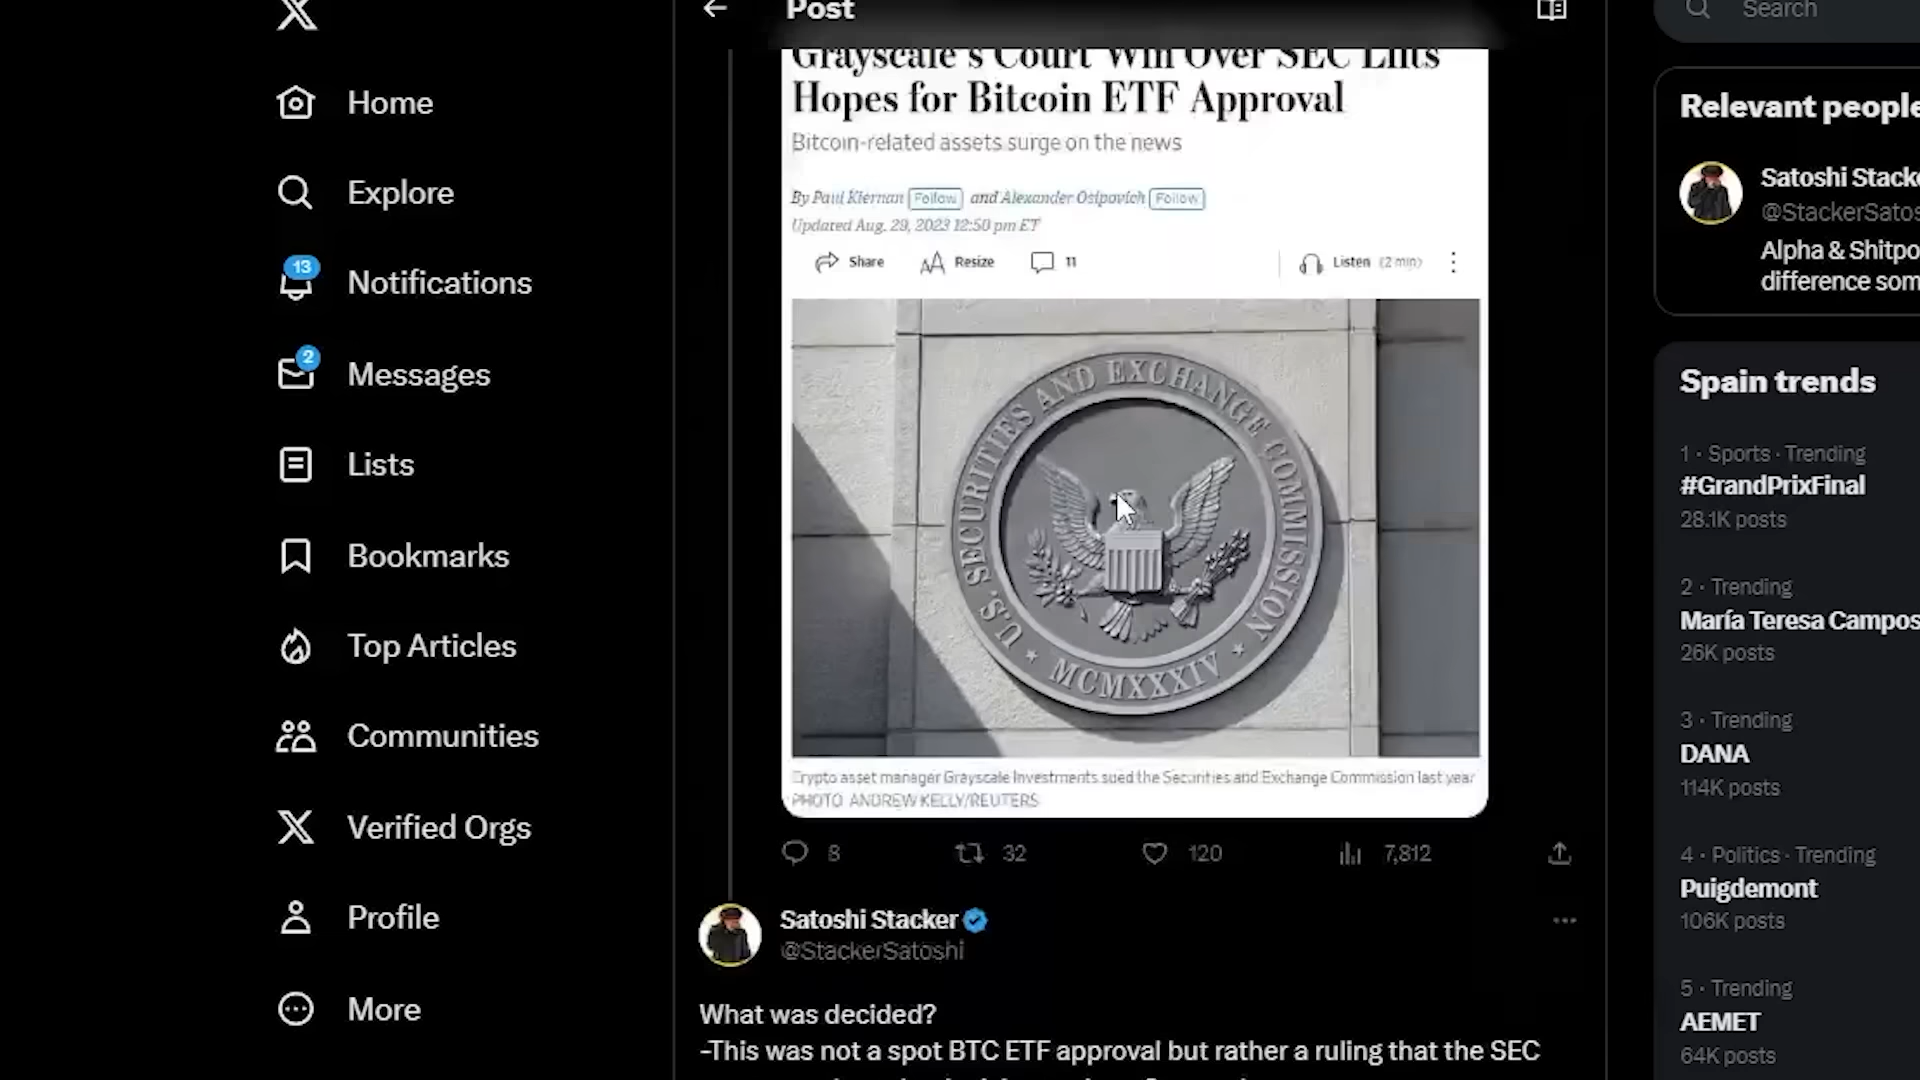 Post
Search
Home
Explore
13
Notifications
2
Messages
Lists
Bookmarks
Top Articles
Communities
Verified Orgs
Profile
More
Grayscale's Court Win Over SEC Lifts
Hopes for Bitcoin ETF Approval
Bitcoin-related assets surge on the news
By Paul Kiernan Follow and Alexander Osipovich Follow
Updated Aug. 29, 2023 12:50 pm ET
Share
Resize
11
Listen (2 min)
U.S. SECURITIES AND EXCHANGE COMMISSION
MCMXXXIV
Crypto asset manager Grayscale Investments sued the Securities and Exchange Commission last year
PHOTO ANDREW KELLY/REUTERS
8
32
120
7,812
Satoshi Stacker
@StackerSatoshi
What was decided?
-This was not a spot BTC ETF approval but rather a ruling that the SEC
Relevant people
Satoshi Stacke
@StackerSatos
Alpha & Shitpo
difference som
Spain trends
1 · Sports · Trending
#GrandPrixFinal
28.1K posts
2 · Trending
María Teresa Campos
26K posts
3 · Trending
DANA
114K posts
4 · Politics · Trending
Puigdemont
106K posts
5 · Trending
AEMET
64K posts